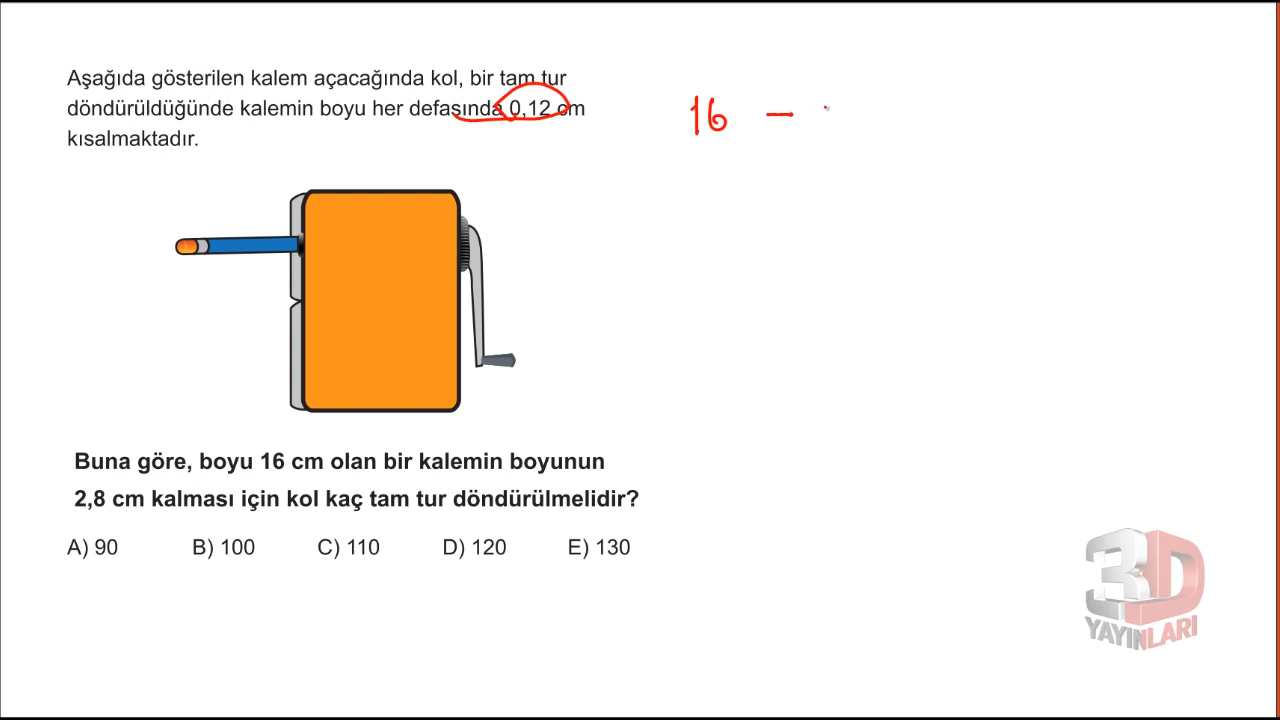 Aşağıda gösterilen kalem açacağında kol, bir tam tur
döndürüldüğünde kalemin boyu her defasında 0,12 cm
kısalmaktadır.
16 -
Buna göre, boyu 16 cm olan bir kalemin boyunun
2,8 cm kalması için kol kaç tam tur döndürülmelidir?
A) 90 B) 100 C) 110 D) 120 E) 130
3D
YAYINLARI